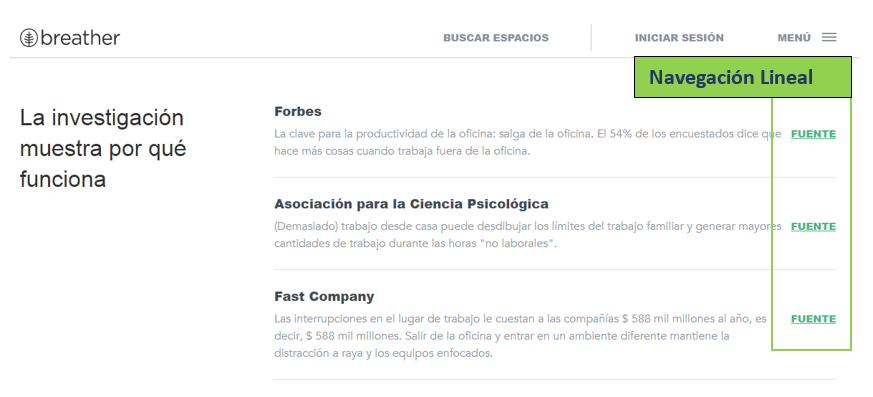 breather
BUSCAR ESPACIOS
INICIAR SESIÓN
MENÚ
Navegación Lineal
La investigación
muestra por qué
funciona
Forbes
La clave para la productividad de la oficina: salga de la oficina. El 54% de los encuestados dice que
hace más cosas cuando trabaja fuera de la oficina.
FUENTE
Asociación para la Ciencia Psicológica
(Demasiado) trabajo desde casa puede desdibujar los límites del trabajo familiar y generar mayores
cantidades de trabajo durante las horas "no laborales".
FUENTE
Fast Company
Las interrupciones en el lugar de trabajo le cuestan a las compañías $ 588 mil millones al año, es
decir, $ 588 mil millones. Salir de la oficina y entrar en un ambiente diferente mantiene la
distracción a raya y los equipos enfocados.
FUENTE